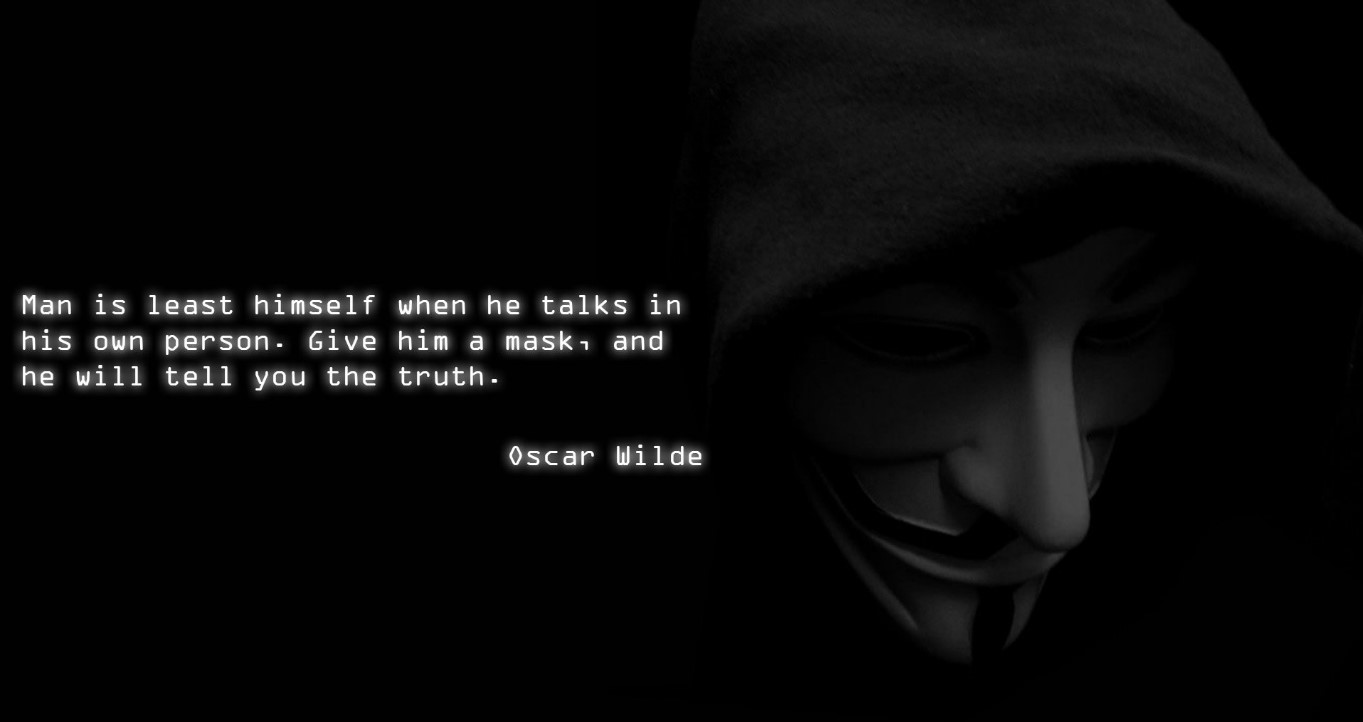 Man is least himself when he talks in
his own person. Give him a mask, and
he will tell you the truth.
Oscar Wilde